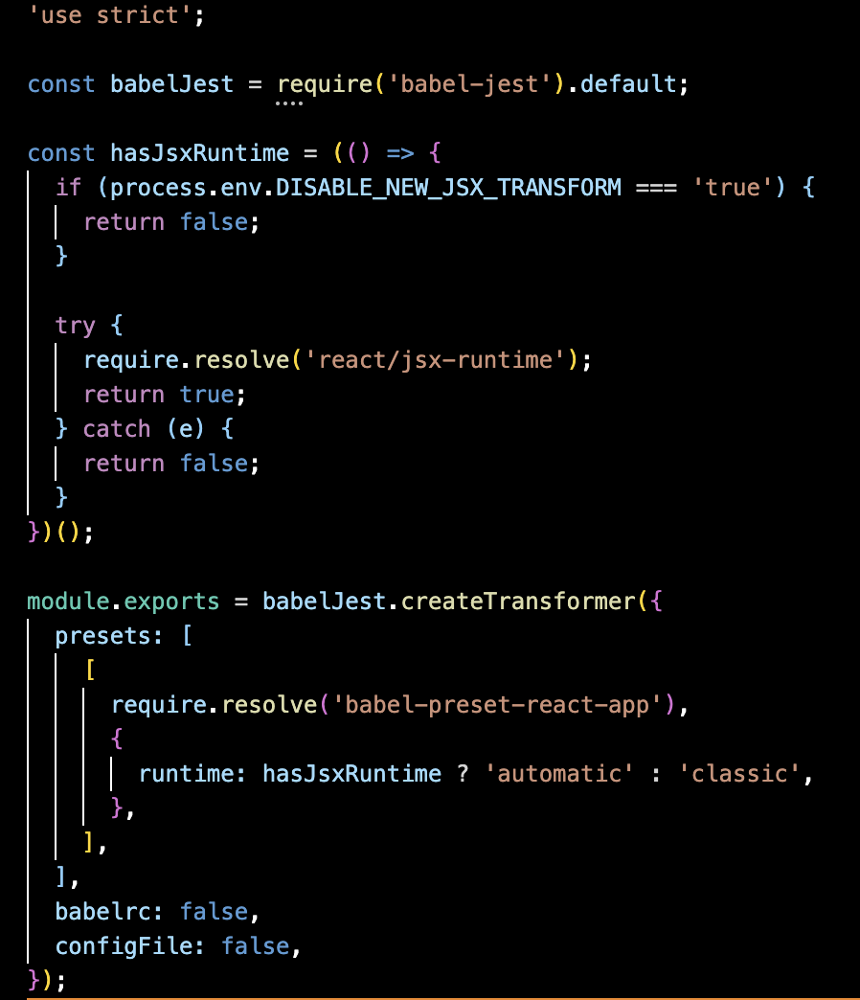 'use strict';
const babelJest = require('babel-jest').default;
const hasJsxRuntime = (() => {
  if (process.env.DISABLE_NEW_JSX_TRANSFORM === 'true') {
    return false;
  }
  try {
    require.resolve('react/jsx-runtime');
    return true;
  } catch (e) {
    return false;
  }
})();
module.exports = babelJest.createTransformer({
  presets: [
    [
      require.resolve('babel-preset-react-app'),
      {
        runtime: hasJsxRuntime ? 'automatic' : 'classic',
      },
    ],
  ],
  babelrc: false,
  configFile: false,
});